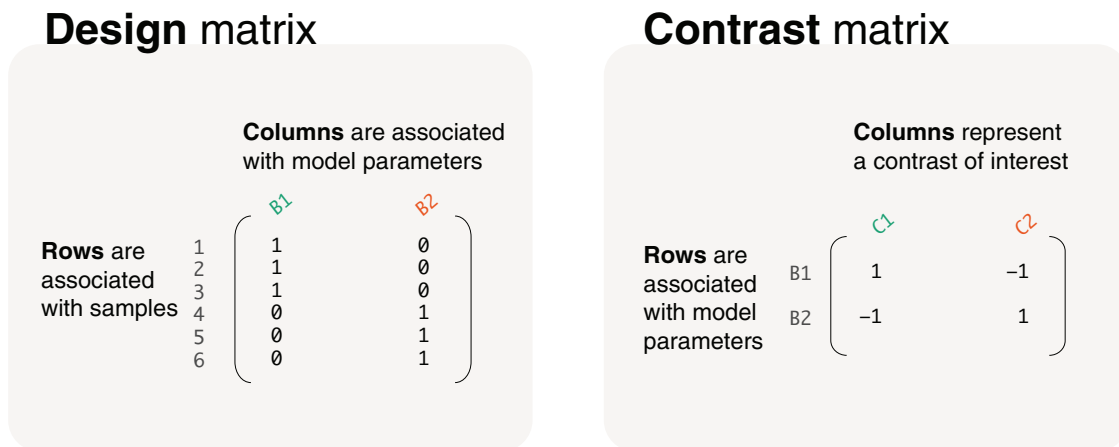 Design matrix
Columns are associated
with model parameters
B1 B2
Rows are
associated
with samples
1 1 0
2 1 0
3 1 0
4 0 1
5 0 1
6 0 1
Contrast matrix
Columns represent
a contrast of interest
C1 C2
Rows are
associated
with model
parameters
B1 1 −1
B2 −1 1